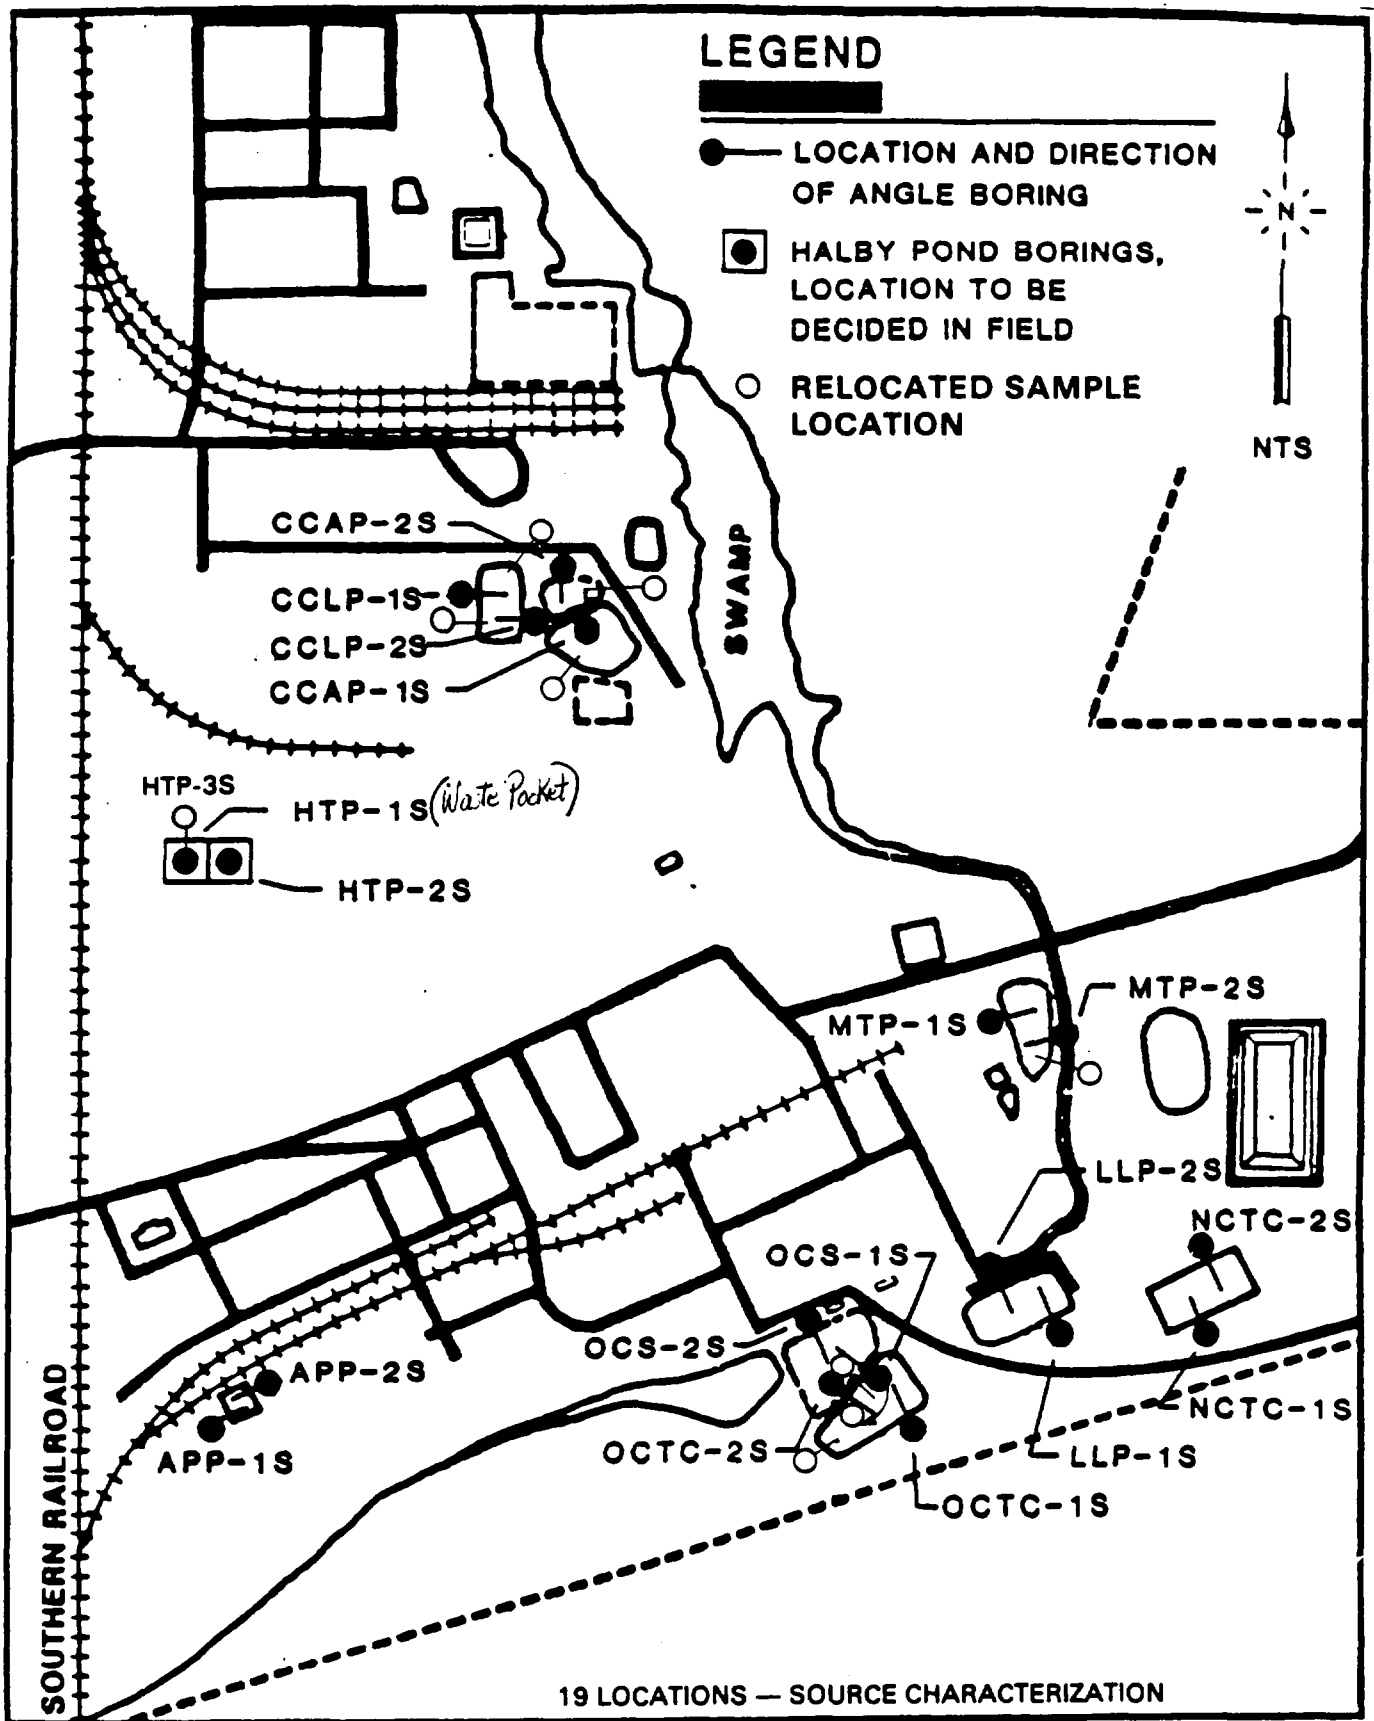 LEGEND
LOCATION AND DIRECTION
OF ANGLE BORING
N
HALBY POND BORINGS,
LOCATION TO BE
DECIDED IN FIELD
RELOCATED SAMPLE
LOCATION
NTS
CCAP-2S
SWAMP
CCLP-1S
CCLP-2S
CCAP-1S
HTP-3S
HTP-1S (Waste Pocket)
HTP-2S
MTP-2S
MTP-1S
LLP-2S
NCTC-2S
OCS-1S
OCS-2S
APP-2S
NCTC-1S
OCTC-2S
LLP-1S
APP-1S
OCTC-1S
SOUTHERN RAILROAD
19 LOCATIONS — SOURCE CHARACTERIZATION